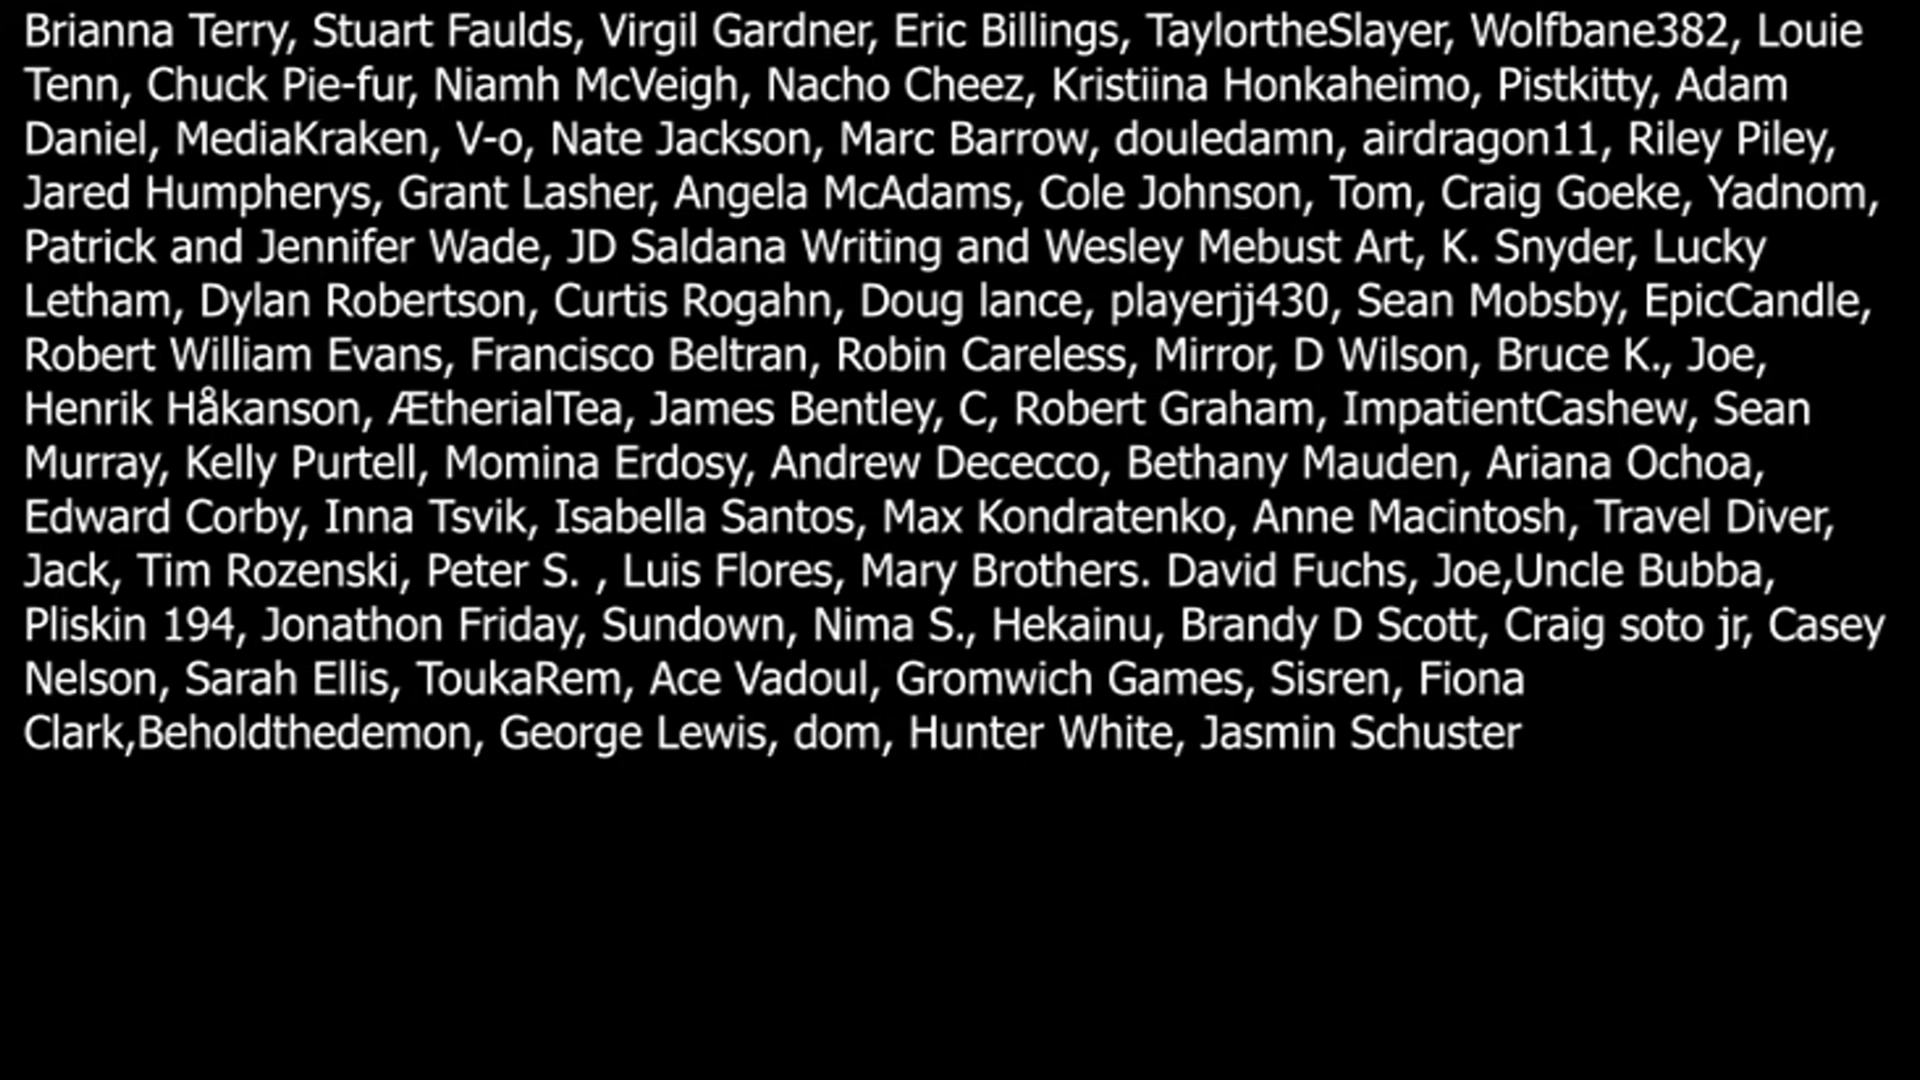 Brianna Terry, Stuart Faulds, Virgil Gardner, Eric Billings, TaylortheSlayer, Wolfbane382, Louie
Tenn, Chuck Pie-fur, Niamh McVeigh, Nacho Cheez, Kristiina Honkaheimo, Pistkitty, Adam
Daniel, MediaKraken, V-o, Nate Jackson, Marc Barrow, douledamn, airdragon11, Riley Piley,
Jared Humpherys, Grant Lasher, Angela McAdams, Cole Johnson, Tom, Craig Goeke, Yadnom,
Patrick and Jennifer Wade, JD Saldana Writing and Wesley Mebust Art, K. Snyder, Lucky
Letham, Dylan Robertson, Curtis Rogahn, Doug lance, playerjj430, Sean Mobsby, EpicCandle,
Robert William Evans, Francisco Beltran, Robin Careless, Mirror, D Wilson, Bruce K., Joe,
Henrik Håkanson, ÆtherialTea, James Bentley, C, Robert Graham, ImpatientCashew, Sean
Murray, Kelly Purtell, Momina Erdosy, Andrew Dececco, Bethany Mauden, Ariana Ochoa,
Edward Corby, Inna Tsvik, Isabella Santos, Max Kondratenko, Anne Macintosh, Travel Diver,
Jack, Tim Rozenski, Peter S. , Luis Flores, Mary Brothers. David Fuchs, Joe,Uncle Bubba,
Pliskin 194, Jonathon Friday, Sundown, Nima S., Hekainu, Brandy D Scott, Craig soto jr, Casey
Nelson, Sarah Ellis, ToukaRem, Ace Vadoul, Gromwich Games, Sisren, Fiona
Clark,Beholdthedemon, George Lewis, dom, Hunter White, Jasmin Schuster